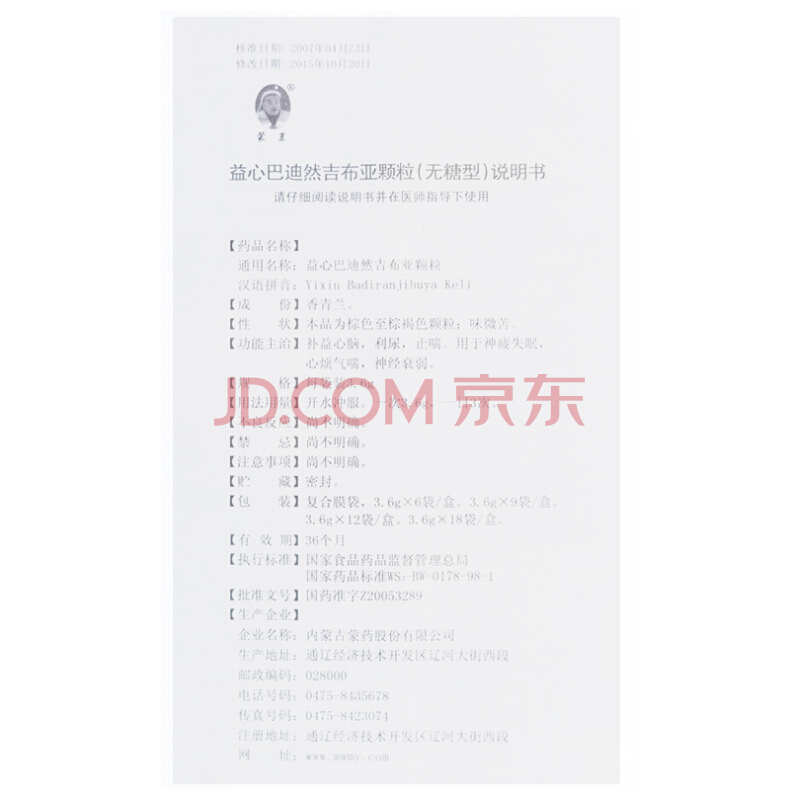 核准日期：2007年04月23日
修改日期：2015年10月20日
®
蒙王
益心巴迪然吉布亚颗粒(无糖型)说明书
请仔细阅读说明书并在医师指导下使用
【药品名称】
通用名称：益心巴迪然吉布亚颗粒
汉语拼音：Yixin Badiranjibuya Keli
【成　　份】香青兰。
【性　　状】本品为棕色至棕褐色颗粒；味微苦。
【功能主治】补益心脑，利尿，止喘。用于神疲失眠，
心烦气喘，神经衰弱。
【规　　格】每袋装3.6g
【用法用量】开水冲服。一次3.6g，一日3次。
JD.COM 京东
【不良反应】尚不明确。
【禁　　忌】尚不明确。
【注意事项】尚不明确。
【贮　　藏】密封。
【包　　装】复合膜袋，3.6g×6袋/盒。3.6g×9袋/盒。
3.6g×12袋/盒。3.6g×18袋/盒。
【有 效 期】36个月
【执行标准】国家食品药品监督管理总局
国家药品标准WS₃-BW-0178-98-1
【批准文号】国药准字Z20053289
【生产企业】
企业名称：内蒙古蒙药股份有限公司
生产地址：通辽经济技术开发区辽河大街西段
邮政编码：028000
电话号码：0475-8435678
传真号码：0475-8423074
注册地址：通辽经济技术开发区辽河大街西段
网　　址：www.mwmy.com